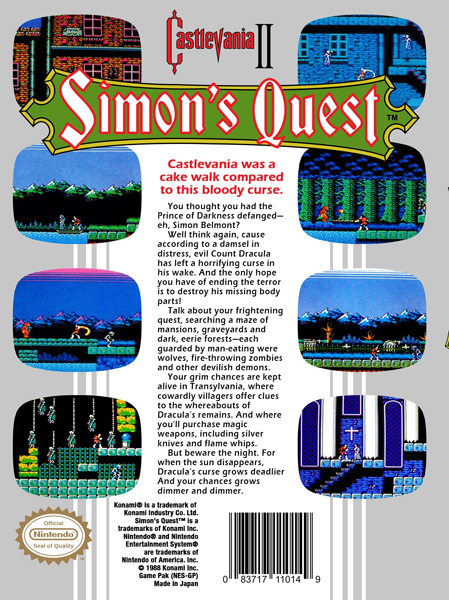 Castlevania II
Simon's Quest™
Castlevania was a
cake walk compared
to this bloody curse.
You thought you had the
Prince of Darkness defanged—
eh, Simon Belmont?
Well think again, cause
according to a damsel in
distress, evil Count Dracula
has left a horrifying curse in
his wake. And the only hope
you have of ending the terror
is to destroy his missing body
parts!
Talk about your frightening
quest, searching a maze of
mansions, graveyards and
dark, eerie forests—each
guarded by man-eating were
wolves, fire-throwing zombies
and other devilish demons.
Your grim chances are kept
alive in Transylvania, where
cowardly villagers offer clues
to the whereabouts of
Dracula's remains. And where
you'll purchase magic
weapons, including silver
knives and flame whips.
But beware the night. For
when the sun disappears,
Dracula's curse grows deadlier
And your chances grow
dimmer and dimmer.
Konami® is a trademark of
Konami Industry Co. Ltd.
Simon's Quest™ is a
trademarks of Konami Inc.
Nintendo® and Nintendo
Entertainment System®
are trademarks of
Nintendo of America. Inc.
© 1988 Konami Inc.
Game Pak (NES-GP)
Made in Japan
Official
Nintendo®
Seal of Quality
0 83717 11014 9